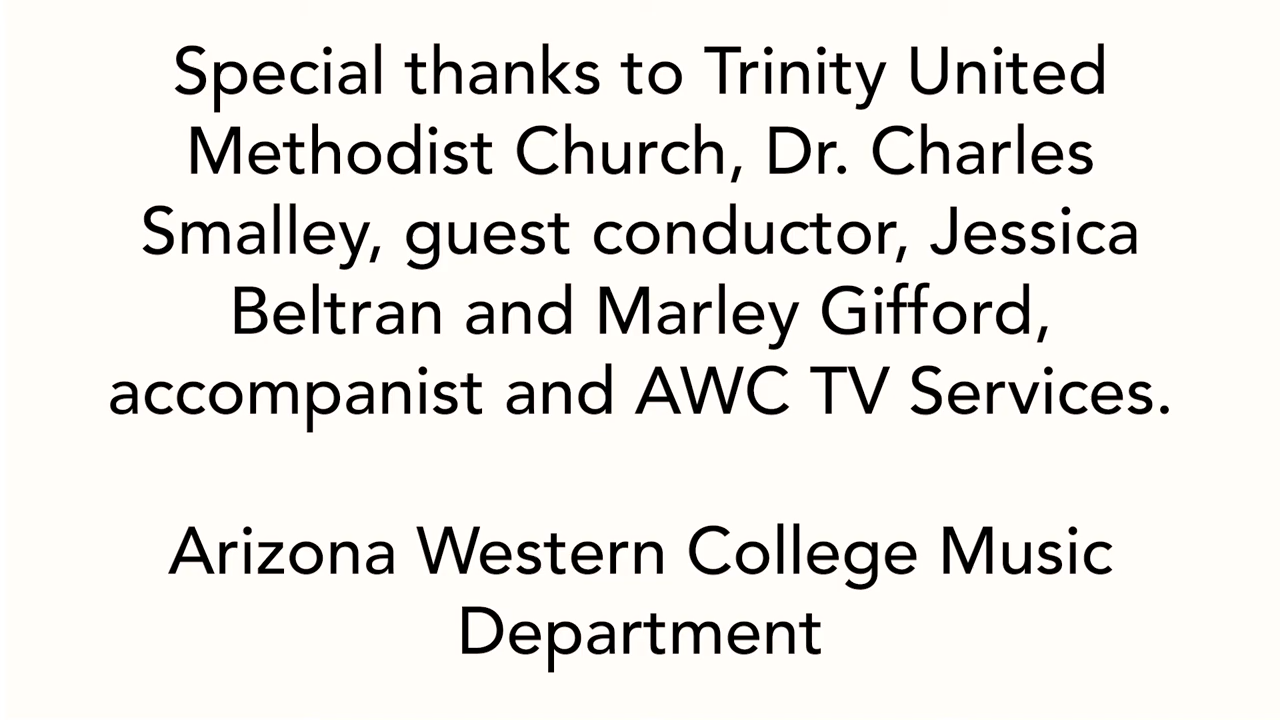 Special thanks to Trinity United
Methodist Church, Dr. Charles
Smalley, guest conductor, Jessica
Beltran and Marley Gifford,
accompanist and AWC TV Services.
Arizona Western College Music
Department